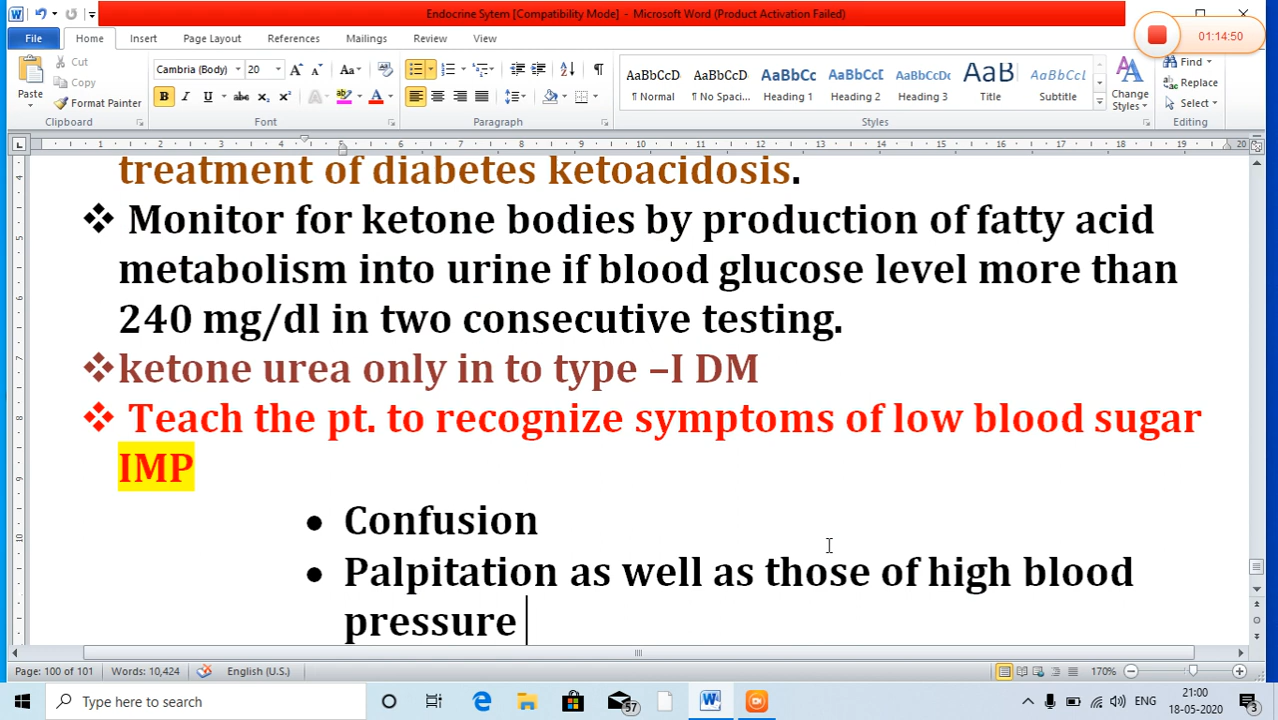 Endocrine Sytem [Compatibility Mode] - Microsoft Word (Product Activation Failed)
01:14:50
File Home Insert Page Layout References Mailings Review View
Paste Cut Copy Format Painter
Cambria (Body) 20
AaBbCcD AaBbCcD AaBbCc AaBbCc AaBbCcDc AaB AaBbCcl
¶ Normal ¶ No Spaci... Heading 1 Heading 2 Heading 3 Title Subtitle
Change Styles
Find Replace Select
Clipboard Font Paragraph Styles Editing
treatment of diabetes ketoacidosis.
❖ Monitor for ketone bodies by production of fatty acid
metabolism into urine if blood glucose level more than
240 mg/dl in two consecutive testing.
❖ketone urea only in to type –I DM
❖ Teach the pt. to recognize symptoms of low blood sugar
IMP
• Confusion
• Palpitation as well as those of high blood
pressure
Page: 100 of 101 Words: 10,424 English (U.S.) 170%
Type here to search 57 ENG 21:00
18-05-2020 3